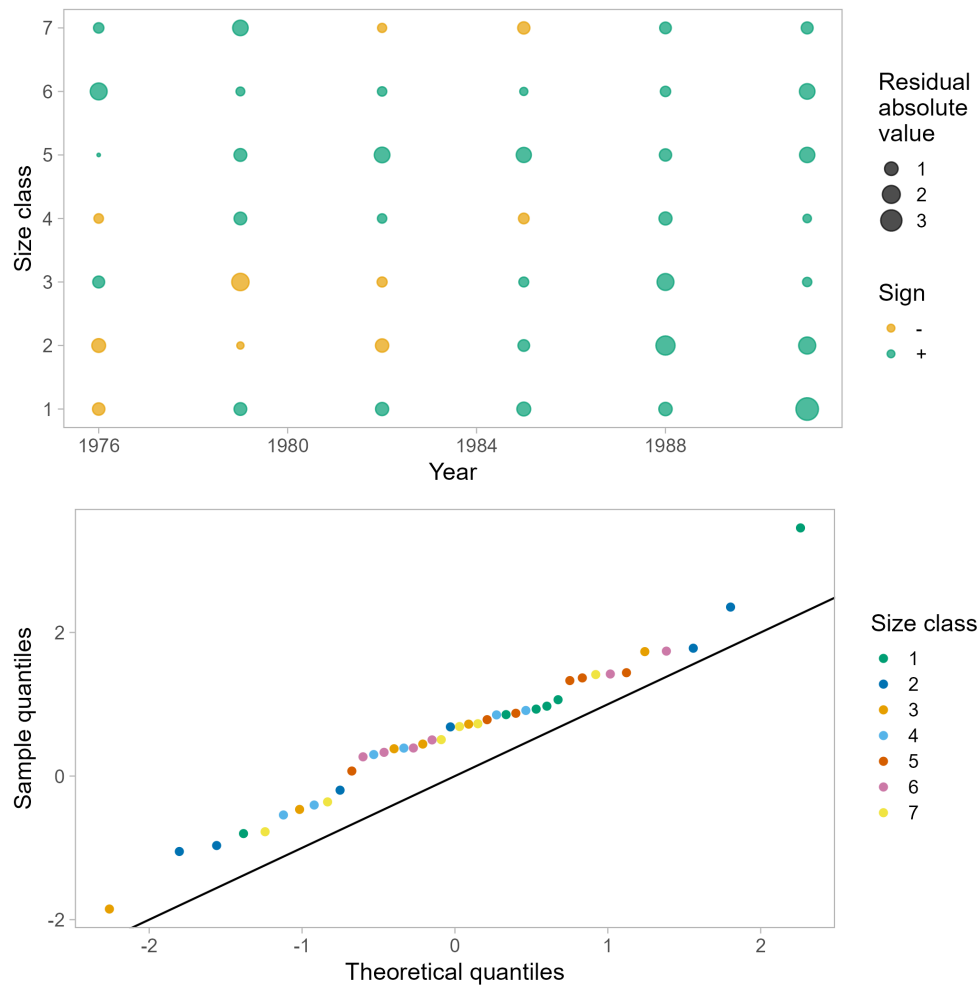 7
6
5
4
3
2
1
Size class
1976 1980 1984 1988
Year
Residual
absolute
value
1
2
3
Sign
-
+
2
0
-2
Sample quantiles
-2 -1 0 1 2
Theoretical quantiles
Size class
1
2
3
4
5
6
7